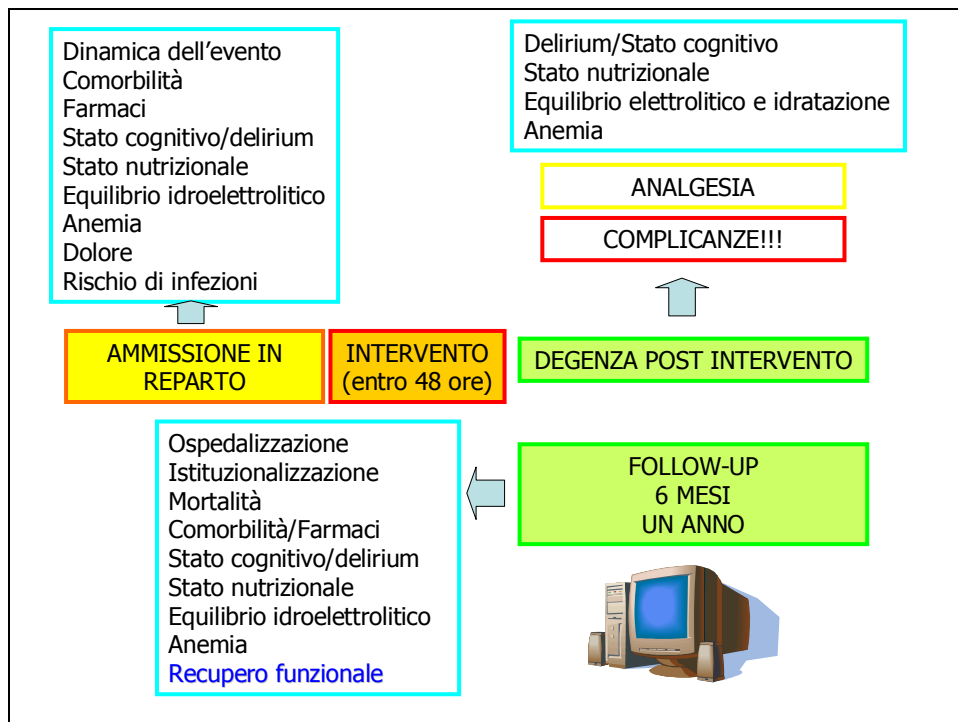 Dinamica dell’evento
Comorbilità
Farmaci
Stato cognitivo/delirium
Stato nutrizionale
Equilibrio idroelettrolitico
Anemia
Dolore
Rischio di infezioni
Delirium/Stato cognitivo
Stato nutrizionale
Equilibrio elettrolitico e idratazione
Anemia
ANALGESIA
COMPLICANZE!!!
AMMISSIONE IN
REPARTO
INTERVENTO
(entro 48 ore)
DEGENZA POST INTERVENTO
Ospedalizzazione
Istituzionalizzazione
Mortalità
Comorbilità/Farmaci
Stato cognitivo/delirium
Stato nutrizionale
Equilibrio idroelettrolitico
Anemia
Recupero funzionale
FOLLOW-UP
6 MESI
UN ANNO